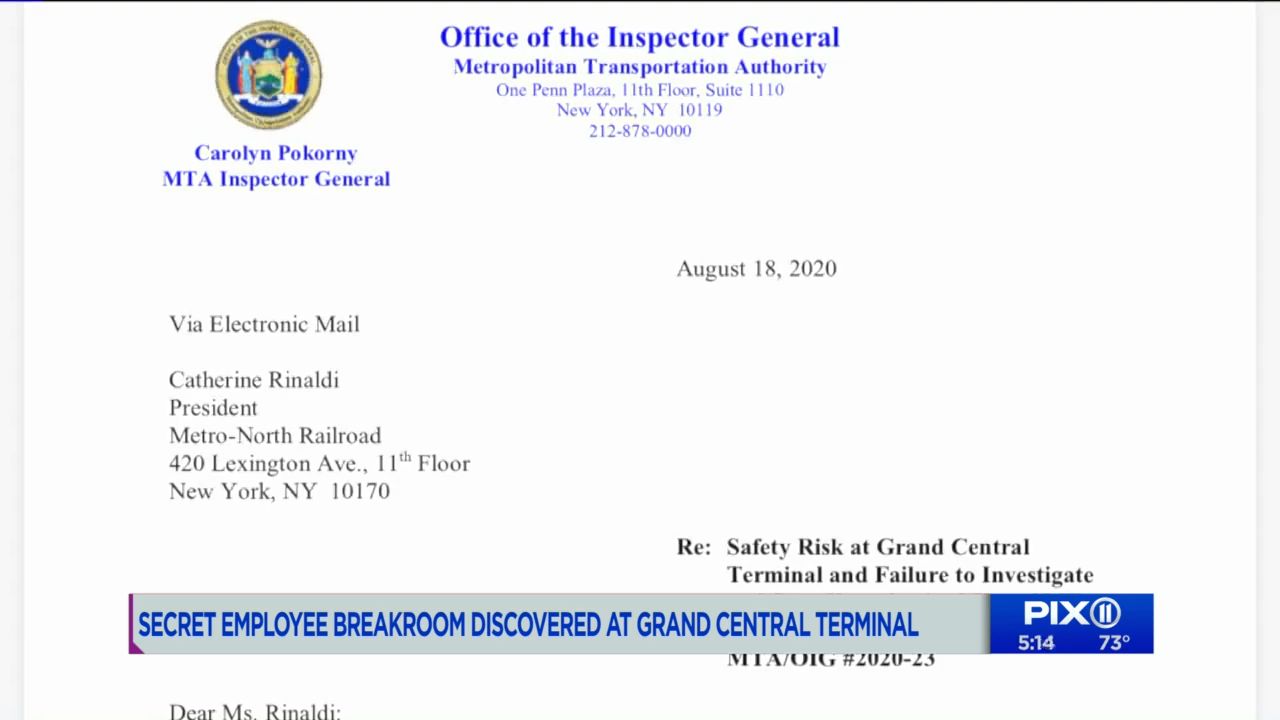 Office of the Inspector General
Metropolitan Transportation Authority
One Penn Plaza, 11th Floor, Suite 1110
New York, NY 10119
212-878-0000
Carolyn Pokorny
MTA Inspector General
August 18, 2020
Via Electronic Mail
Catherine Rinaldi
President
Metro-North Railroad
420 Lexington Ave., 11th Floor
New York, NY 10170
Re: Safety Risk at Grand Central
Terminal and Failure to Investigate
SECRET EMPLOYEE BREAKROOM DISCOVERED AT GRAND CENTRAL TERMINAL
PIX 11
5:14 73°
MTA/OIG #2020-23
Dear Ms. Rinaldi: